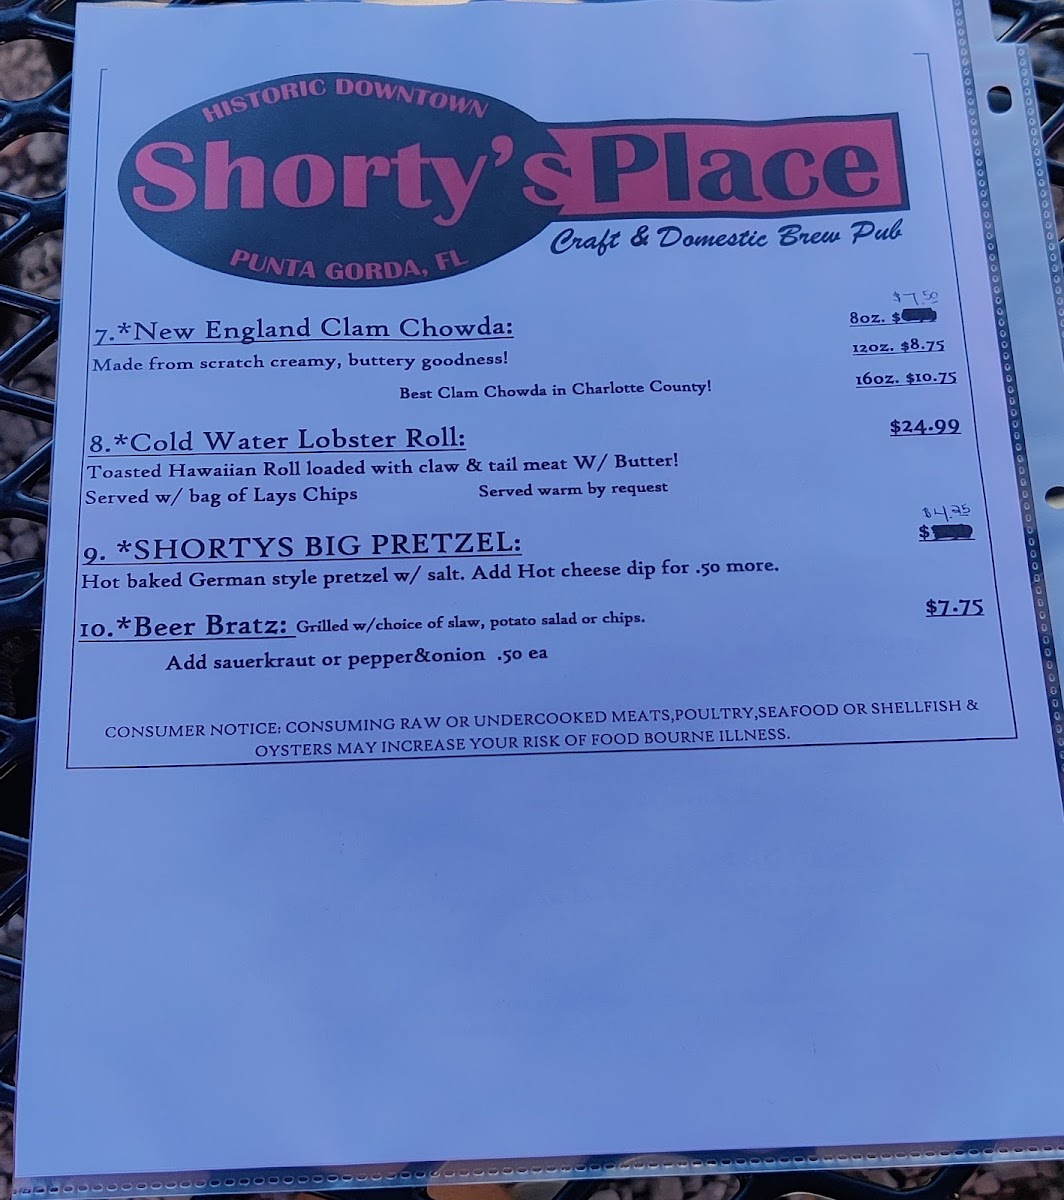 HISTORIC DOWNTOWN
Shorty's Place
PUNTA GORDA, FL
Craft & Domestic Brew Pub
$7.50
7.*New England Clam Chowda: 8oz. $
Made from scratch creamy, buttery goodness! 12oz. $8.75
Best Clam Chowda in Charlotte County! 16oz. $10.75
8.*Cold Water Lobster Roll: $24.99
Toasted Hawaiian Roll loaded with claw & tail meat W/ Butter!
Served w/ bag of Lays Chips Served warm by request
$4.25
9. *SHORTYS BIG PRETZEL: $
Hot baked German style pretzel w/ salt. Add Hot cheese dip for .50 more.
10.*Beer Bratz: Grilled w/choice of slaw, potato salad or chips. $7.75
Add sauerkraut or pepper&onion .50 ea
CONSUMER NOTICE: CONSUMING RAW OR UNDERCOOKED MEATS,POULTRY,SEAFOOD OR SHELLFISH &
OYSTERS MAY INCREASE YOUR RISK OF FOOD BOURNE ILLNESS.